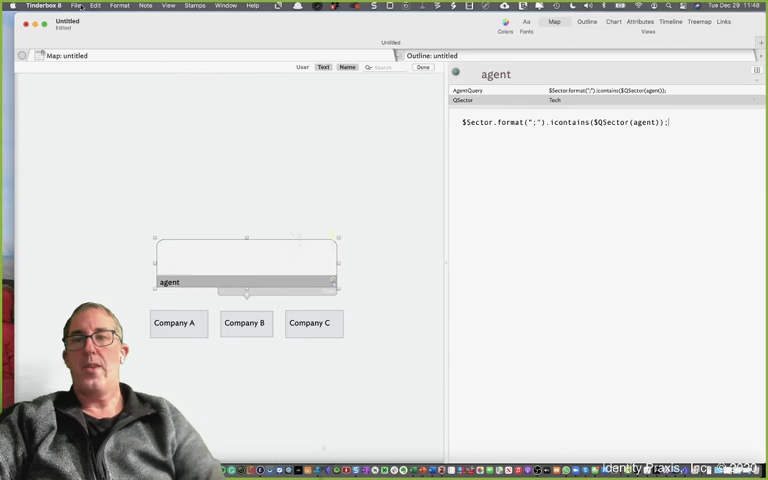 Tinderbox 8 File Edit Format Note View Stamps Window Help Tue Dec 29 11:48
Untitled
Edited
Colors Fonts
Map Outline Chart Attributes Timeline Treemap Links
Views
Untitled
Map: untitled
Outline: untitled
User Text Name Search Done
agent
AgentQuery $Sector.format(";").icontains($QSector(agent));
QSector Tech
$Sector.format(";").icontains($QSector(agent));
agent
Company A Company B Company C
Identity Praxis, Inc. © 2020